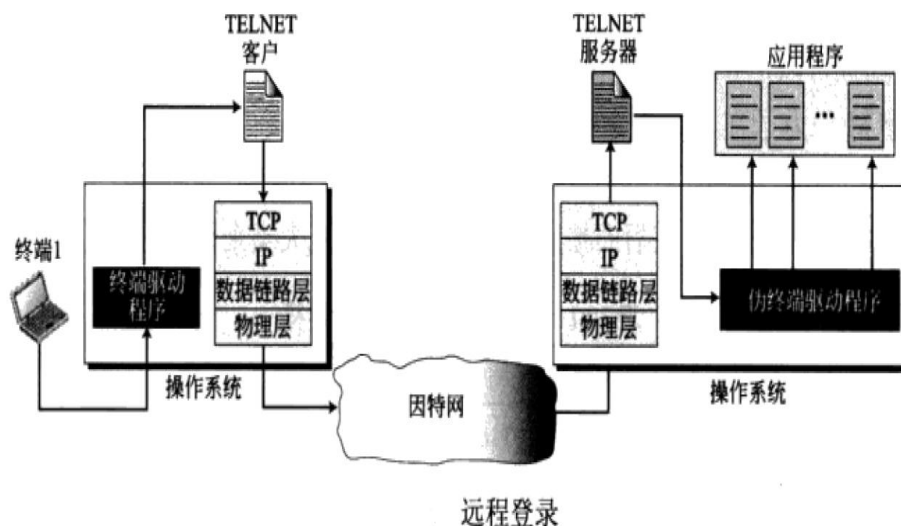 TELNET
客户
TELNET
服务器
应用程序
终端1
终端驱动
程序
TCP
IP
数据链路层
物理层
操作系统
因特网
TCP
IP
数据链路层
物理层
伪终端驱动程序
操作系统
远程登录